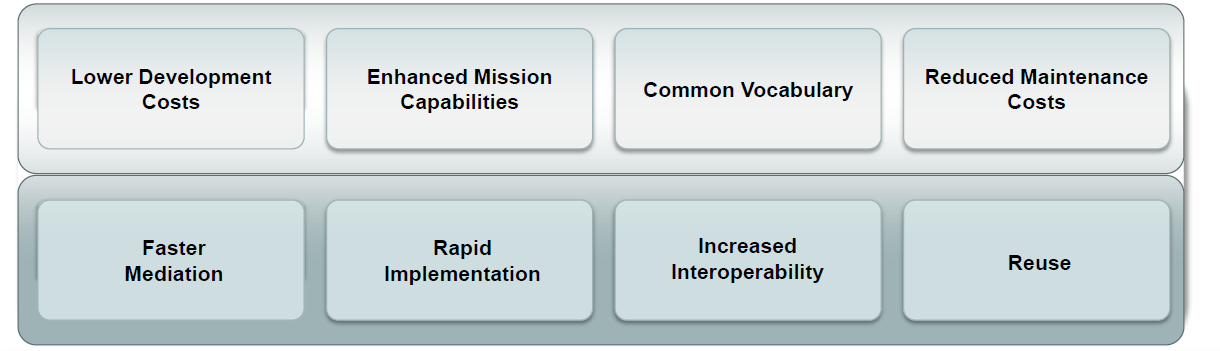 Lower Development
Costs
Enhanced Mission
Capabilities
Common Vocabulary
Reduced Maintenance
Costs
Faster
Mediation
Rapid
Implementation
Increased
Interoperability
Reuse